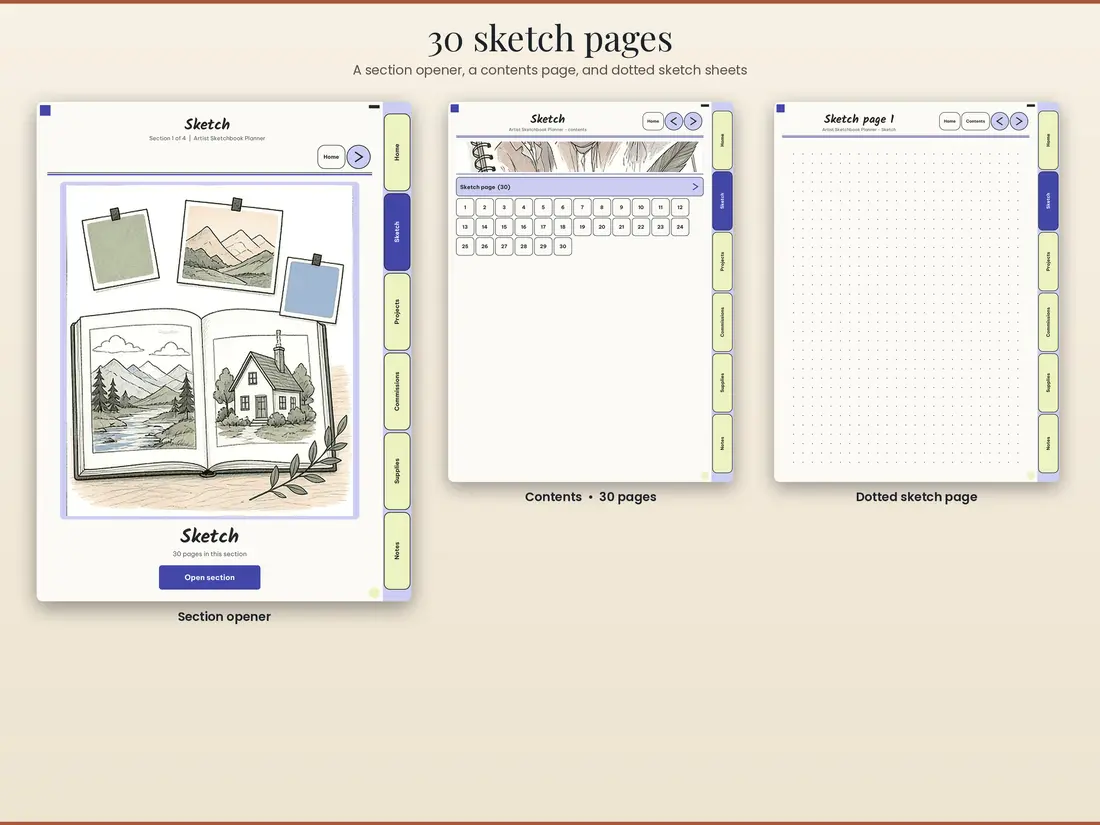 30 sketch pages
A section opener, a contents page, and dotted sketch sheets
Sketch
Section 1 of 4 | Artist Sketchbook Planner
Home
Home
Sketch
Projects
Commissions
Supplies
Notes
Sketch
30 pages in this section
Open section
Section opener
Sketch
Artist Sketchbook Planner - contents
Home
Sketch page (30)
1 2 3 4 5 6 7 8 9 10 11 12
13 14 15 16 17 18 19 20 21 22 23 24
25 26 27 28 29 30
Home
Sketch
Projects
Commissions
Supplies
Notes
Contents • 30 pages
Sketch page 1
Artist Sketchbook Planner - Sketch
Home
Contents
Home
Sketch
Projects
Commissions
Supplies
Notes
Dotted sketch page